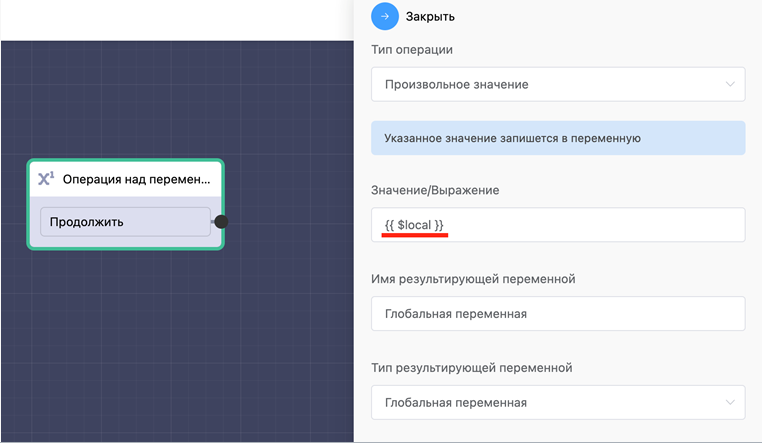 Закрыть
Тип операции
Произвольное значение
Указанное значение запишется в переменную
X¹ Операция над перемен...
Продолжить
Значение/Выражение
{{ $local }}
Имя результирующей переменной
Глобальная переменная
Тип результирующей переменной
Глобальная переменная